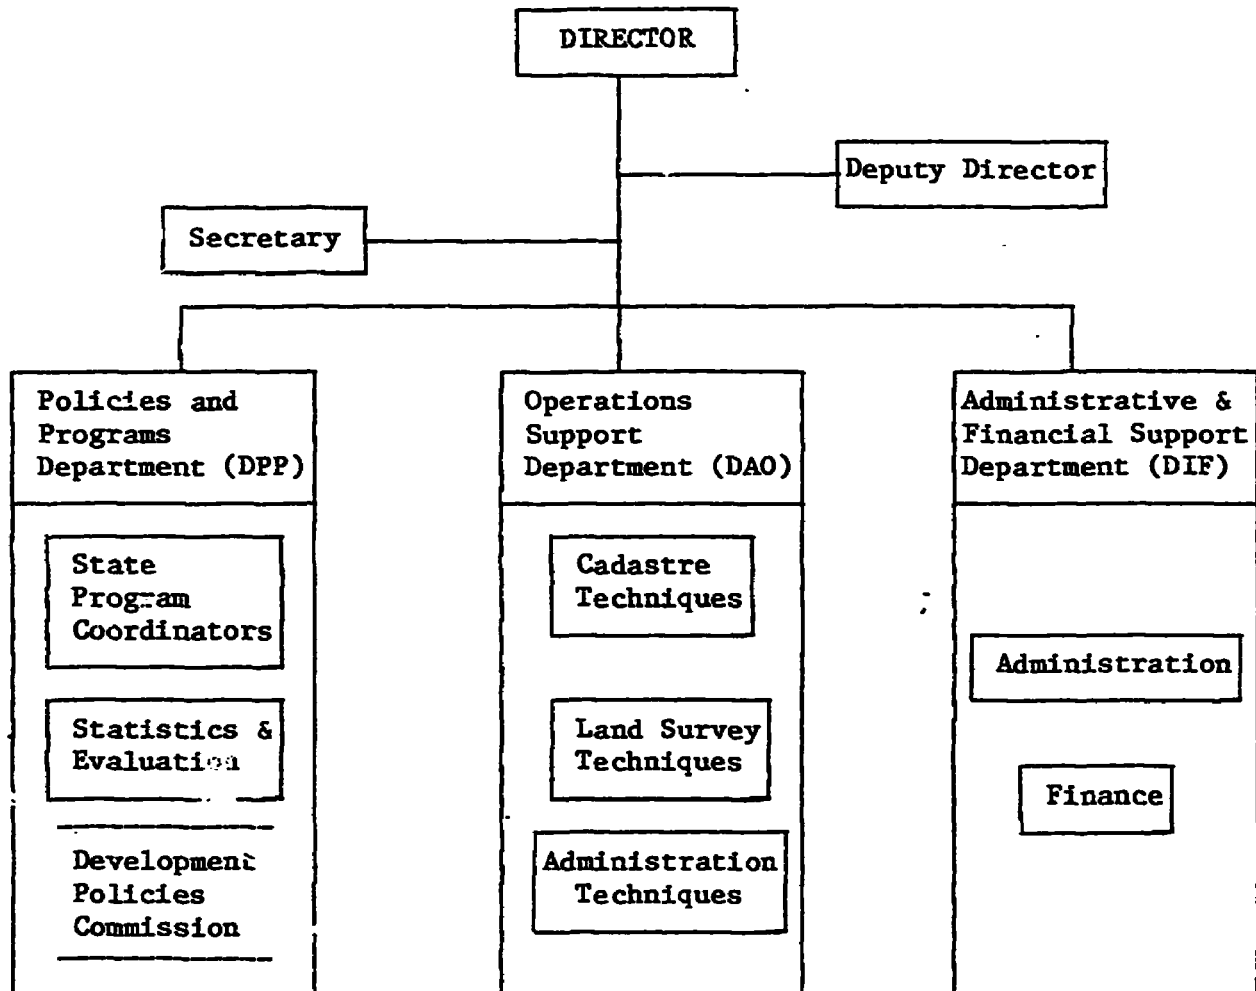 DIRECTOR
Deputy Director
Secretary
Policies and
Programs
Department (DPP)
State
Program
Coordinators
Statistics &
Evaluation
Development
Policies
Commission
Operations
Support
Department (DAO)
Cadastre
Techniques
Land Survey
Techniques
Administration
Techniques
Administrative &
Financial Support
Department (DIF)
Administration
Finance